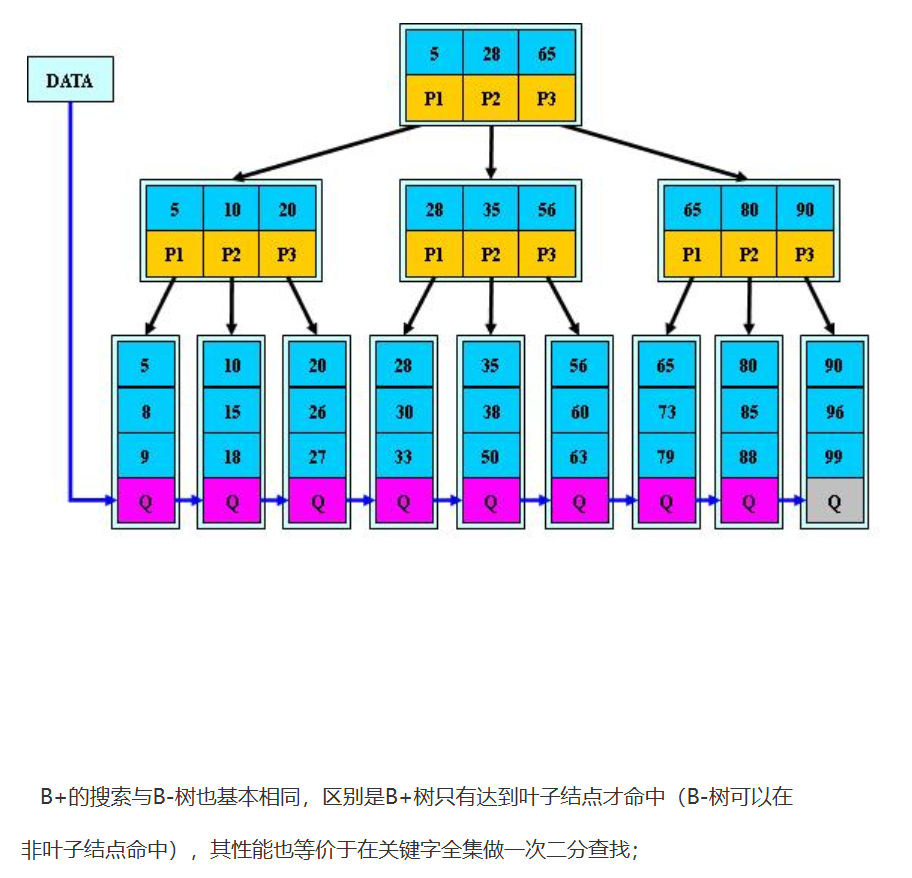 5 28 65
DATA
P1 P2 P3
5 10 20 28 35 56 65 80 90
P1 P2 P3 P1 P2 P3 P1 P2 P3
5 10 20 28 35 56 65 80 90
8 15 26 30 38 60 73 85 96
9 18 27 33 50 63 79 88 99
Q Q Q Q Q Q Q Q Q
B+的搜索与B-树也基本相同，区别是B+树只有达到叶子结点才命中（B-树可以在
非叶子结点命中），其性能也等价于在关键字全集做一次二分查找；